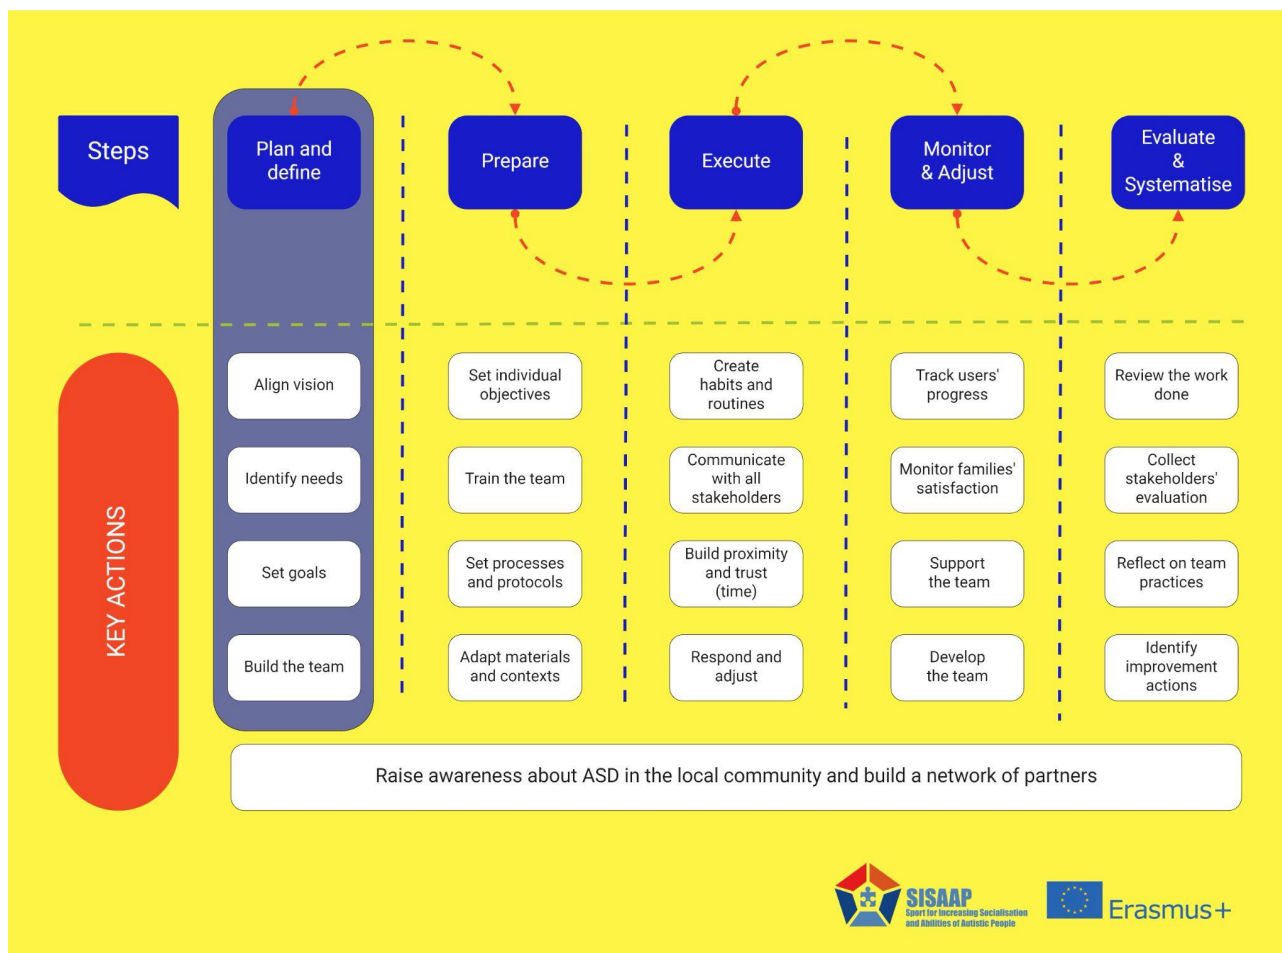 Steps
Plan and
define
Prepare
Execute
Monitor
& Adjust
Evaluate
&
Systematise
KEY ACTIONS
Align vision
Identify needs
Set goals
Build the team
Set individual
objectives
Train the team
Set processes
and protocols
Adapt materials
and contexts
Create
habits and
routines
Communicate
with all
stakeholders
Build proximity
and trust
(time)
Respond and
adjust
Track users'
progress
Monitor families'
satisfaction
Support
the team
Develop
the team
Review the work
done
Collect
stakeholders'
evaluation
Reflect on team
practices
Identify
improvement
actions
Raise awareness about ASD in the local community and build a network of partners
SISAAP
Sport for Increasing Socialisation
and Abilities of Autistic People
Erasmus+